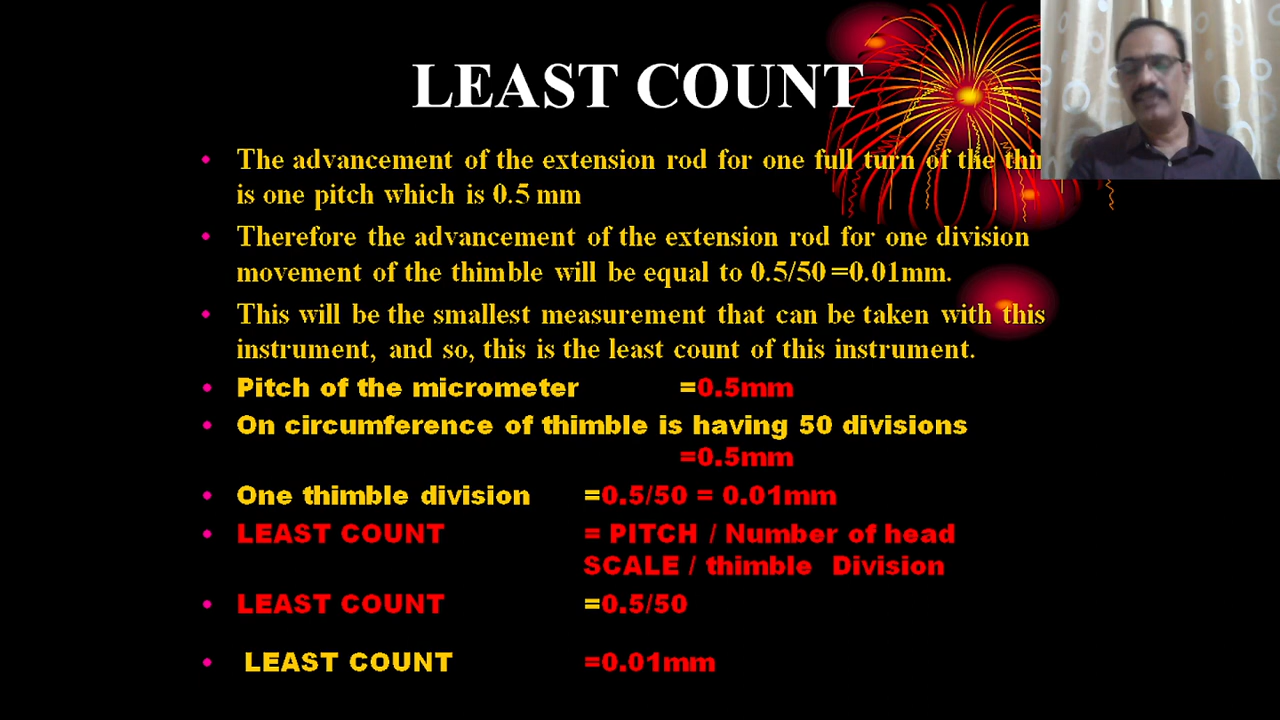 LEAST COUNT
• The advancement of the extension rod for one full turn of the
is one pitch which is 0.5 mm
• Therefore the advancement of the extension rod for one division
movement of the thimble will be equal to 0.5/50 =0.01mm.
• This will be the smallest measurement that can be taken with this
instrument, and so, this is the least count of this instrument.
• Pitch of the micrometer =0.5mm
• On circumference of thimble is having 50 divisions
=0.5mm
• One thimble division =0.5/50 = 0.01mm
• LEAST COUNT = PITCH / Number of head
SCALE / thimble Division
• LEAST COUNT =0.5/50
• LEAST COUNT =0.01mm